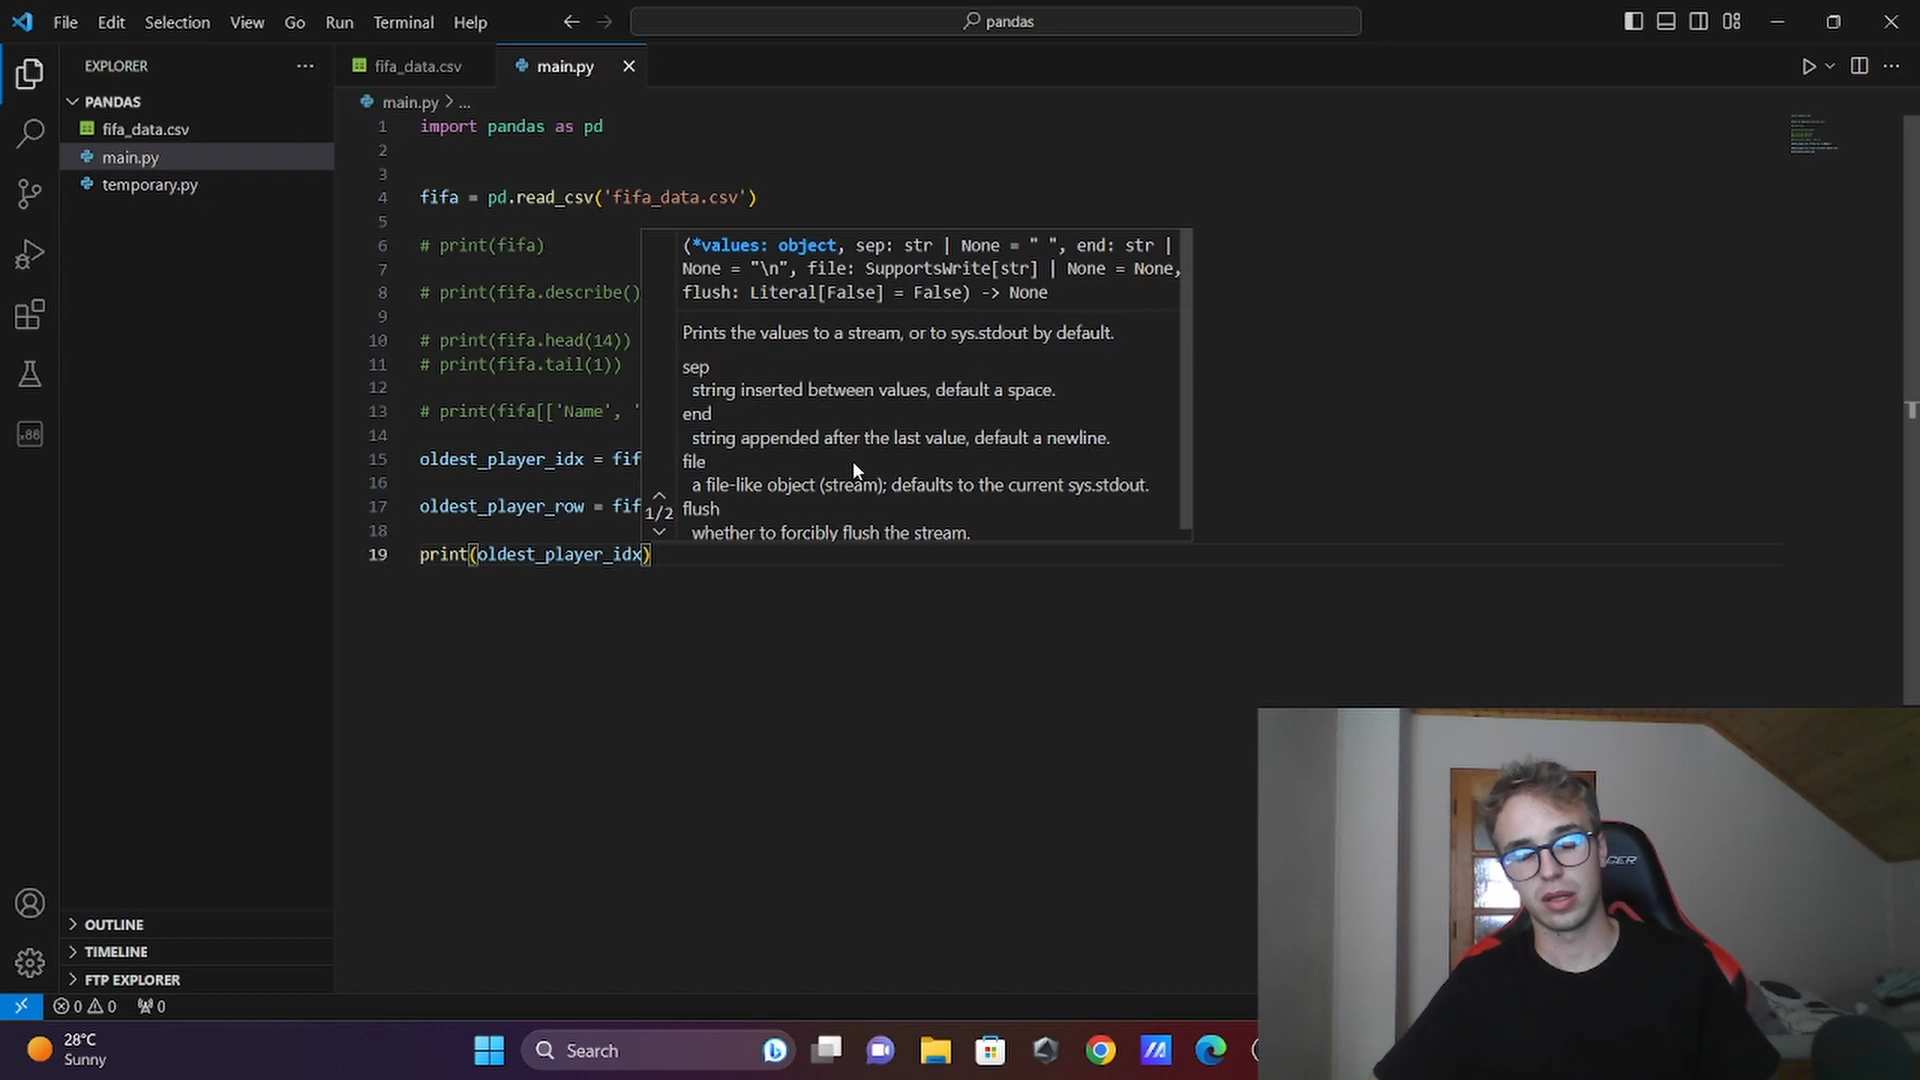 File Edit Selection View Go Run Terminal Help
pandas
EXPLORER
PANDAS
fifa_data.csv
main.py
temporary.py
OUTLINE
TIMELINE
FTP EXPLORER
fifa_data.csv
main.py
main.py > ...
1 import pandas as pd
2
3
4 fifa = pd.read_csv('fifa_data.csv')
5
6 # print(fifa)
7
8 # print(fifa.describe()
9
10 # print(fifa.head(14))
11 # print(fifa.tail(1))
12
13 # print(fifa[['Name', '
14
15 oldest_player_idx = fif
16
17 oldest_player_row = fif
18
19 print(oldest_player_idx)
(*values: object, sep: str | None = " ", end: str |
None = "\n", file: SupportsWrite[str] | None = None,
flush: Literal[False] = False) -> None
Prints the values to a stream, or to sys.stdout by default.
sep
string inserted between values, default a space.
end
string appended after the last value, default a newline.
file
a file-like object (stream); defaults to the current sys.stdout.
flush
whether to forcibly flush the stream.
1/2
.86
0 0 0
28°C
Sunny
Search